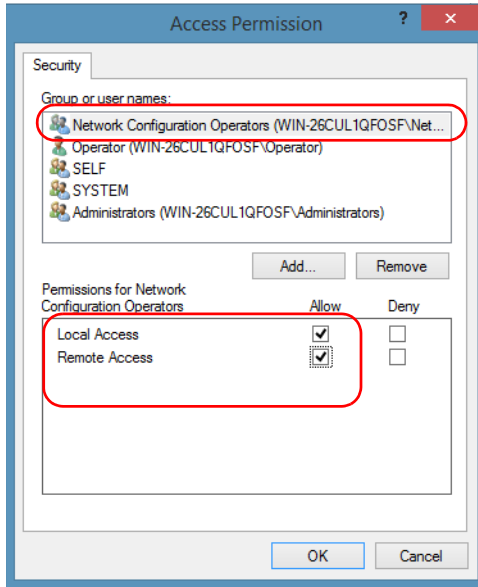 Access Permission
? ×
Security
Group or user names:
Network Configuration Operators (WIN-26CUL1QFOSF\Net...
Operator (WIN-26CUL1QFOSF\Operator)
SELF
SYSTEM
Administrators (WIN-26CUL1QFOSF\Administrators)
Add... Remove
Permissions for Network
Configuration Operators Allow Deny
Local Access
Remote Access
OK Cancel